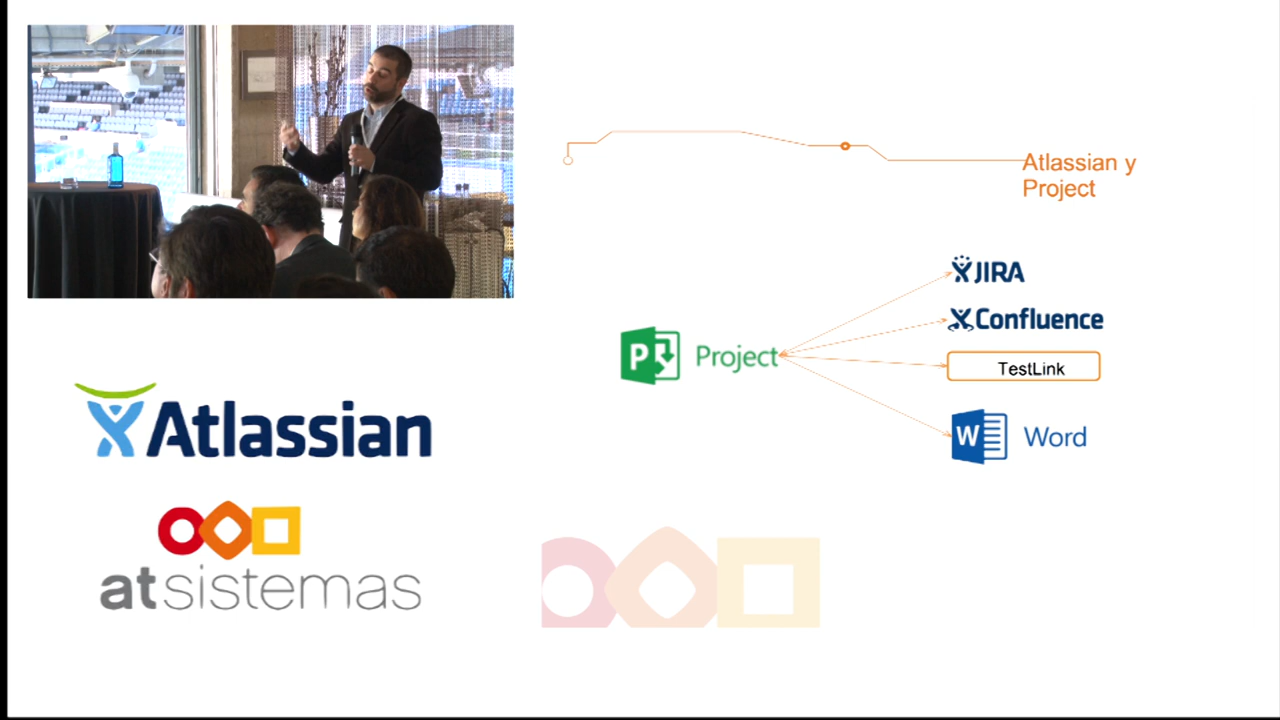 Atlassian y
Project
JIRA
Confluence
P Project
TestLink
W Word
Atlassian
atsistemas